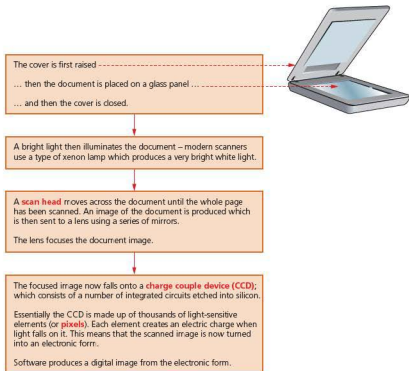 The cover is first raised
... then the document is placed on a glass panel ...
... and then the cover is closed.
A bright light then illuminates the document – modern scanners
use a type of xenon lamp which produces a very bright white light.
A scan head moves across the document until the whole page
has been scanned. An image of the document is produced which
is then sent to a lens using a series of mirrors.
The lens focuses the document image.
The focused image now falls onto a charge couple device (CCD);
which consists of a number of integrated circuits etched into silicon.
Essentially the CCD is made up of thousands of light-sensitive
elements (or pixels). Each element creates an electric charge when
light falls on it. This means that the scanned image is now turned
into an electronic form.
Software produces a digital image from the electronic form.